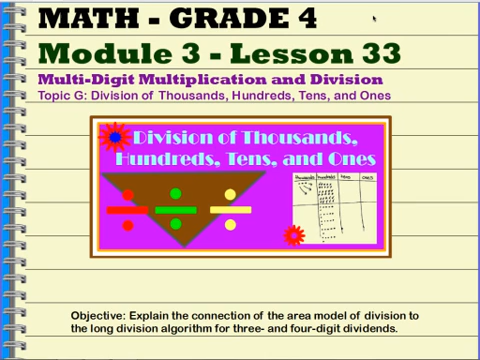 MATH - GRADE 4
Module 3 - Lesson 33
Multi-Digit Multiplication and Division
Topic G: Division of Thousands, Hundreds, Tens, and Ones
Division of Thousands,
Hundreds, Tens, and Ones
thousands hundreds tens ones
Objective: Explain the connection of the area model of division to
the long division algorithm for three- and four-digit dividends.